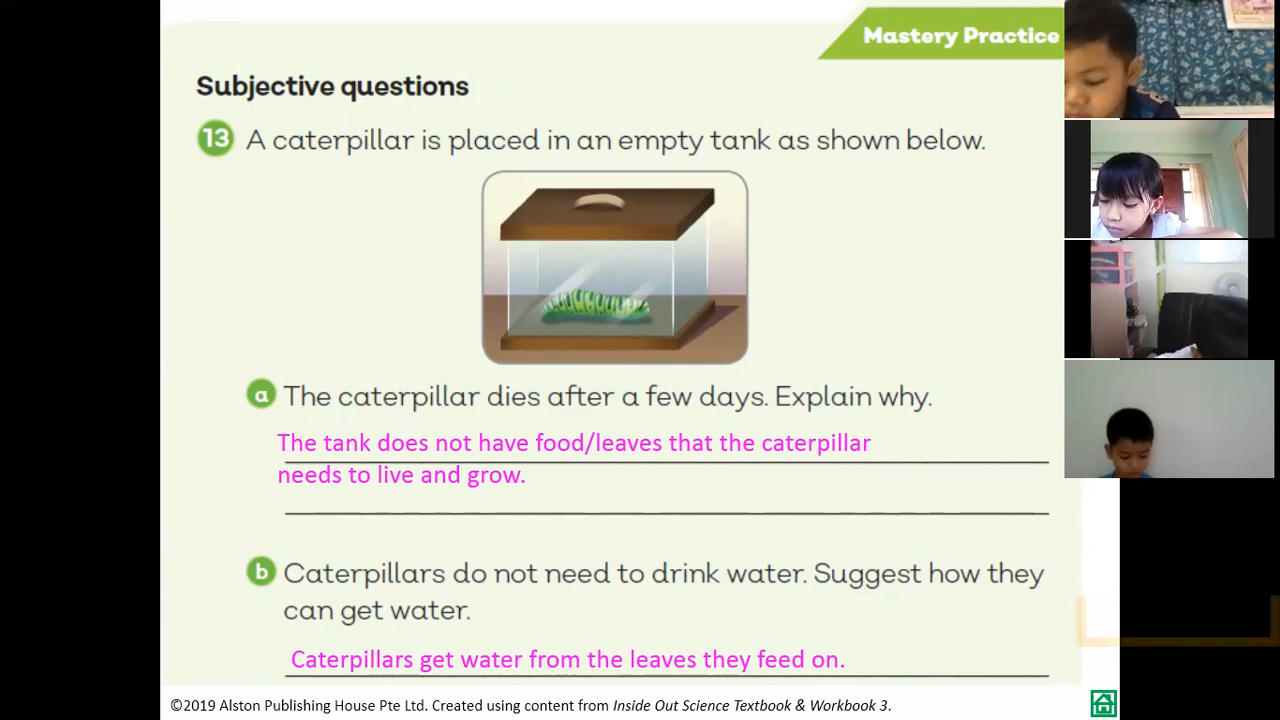 Mastery Practice
Subjective questions
13 A caterpillar is placed in an empty tank as shown below.
a The caterpillar dies after a few days. Explain why.
The tank does not have food/leaves that the caterpillar
needs to live and grow.
b Caterpillars do not need to drink water. Suggest how they
can get water.
Caterpillars get water from the leaves they feed on.
©2019 Alston Publishing House Pte Ltd. Created using content from Inside Out Science Textbook & Workbook 3.